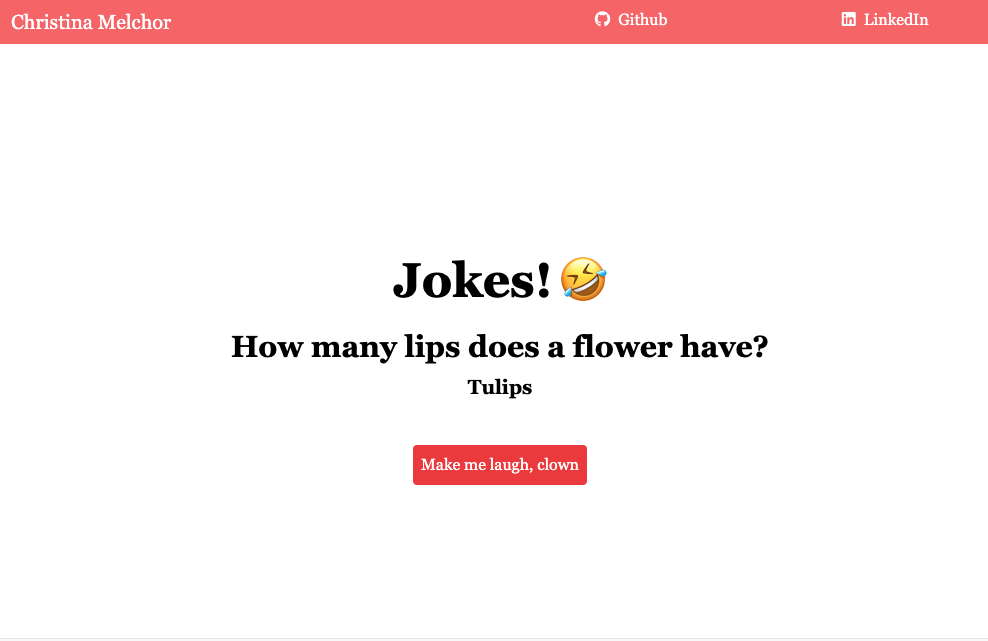 Christina Melchor
Github
LinkedIn
Jokes! 🤣
How many lips does a flower have?
Tulips
Make me laugh, clown